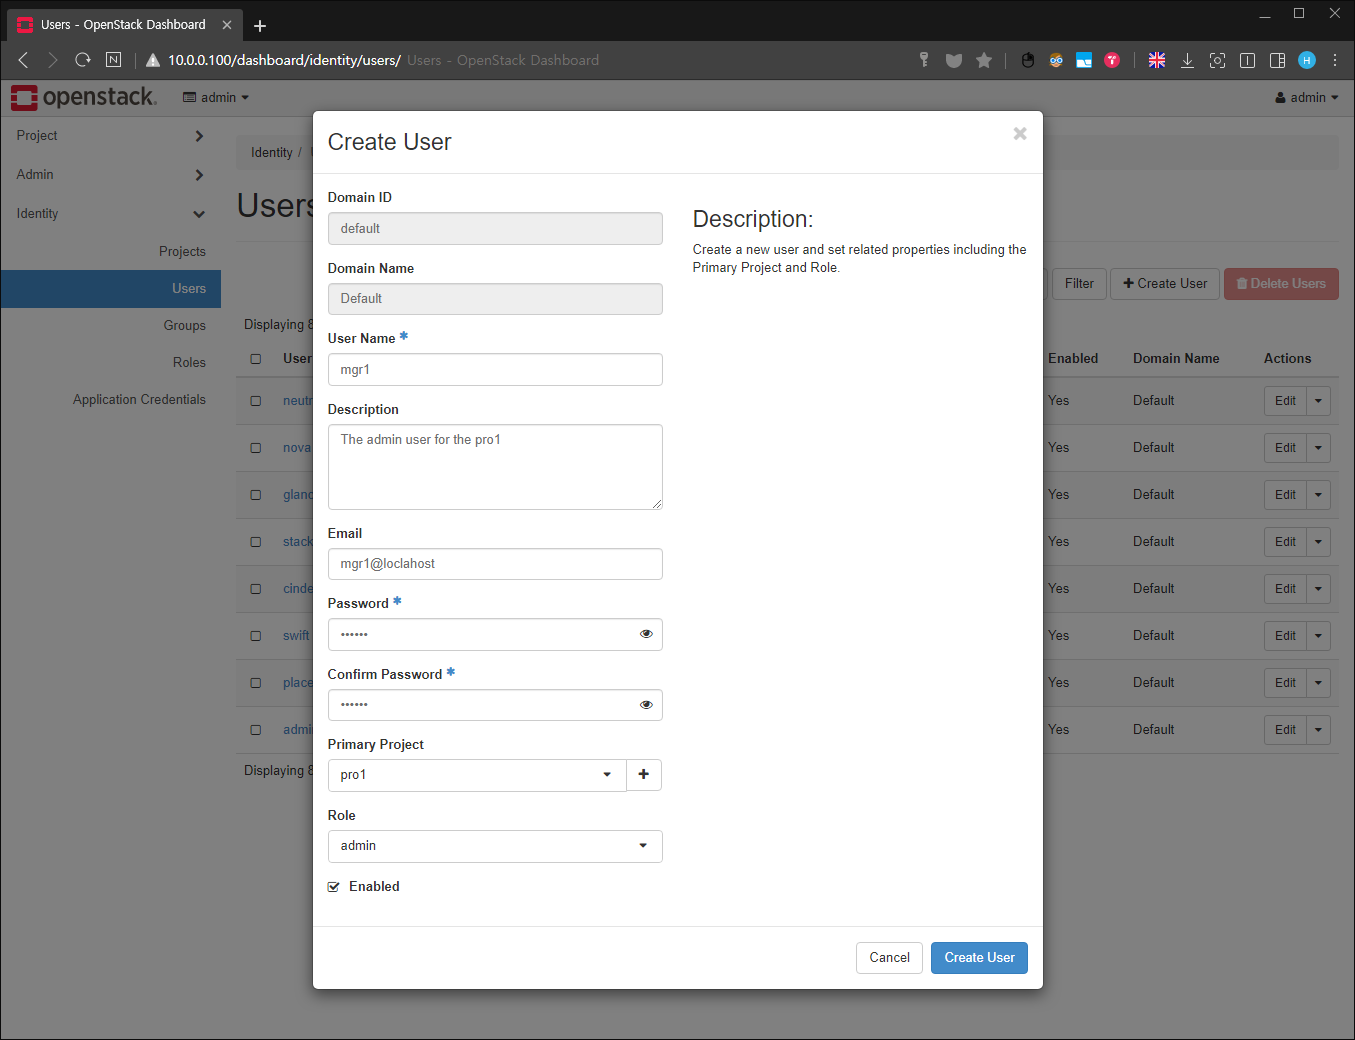 Users - OpenStack Dashboard
N
10.0.0.100/dashboard/identity/users/ Users - OpenStack Dashboard
H
openstack.
admin
admin
Project
Admin
Identity
Projects
Users
Groups
Roles
Application Credentials
Identity /
Users
Filter
Create User
Delete Users
Displaying 8
User
Enabled
Domain Name
Actions
neutr
Yes
Default
Edit
nova
Yes
Default
Edit
glanc
Yes
Default
Edit
stack
Yes
Default
Edit
cinde
Yes
Default
Edit
swift
Yes
Default
Edit
place
Yes
Default
Edit
admi
Yes
Default
Edit
Displaying 8
Create User
Domain ID
default
Domain Name
Default
User Name *
mgr1
Description
The admin user for the pro1
Email
mgr1@loclahost
Password *
••••••
Confirm Password *
••••••
Primary Project
pro1
Role
admin
Enabled
Description:
Create a new user and set related properties including the
Primary Project and Role.
Cancel
Create User